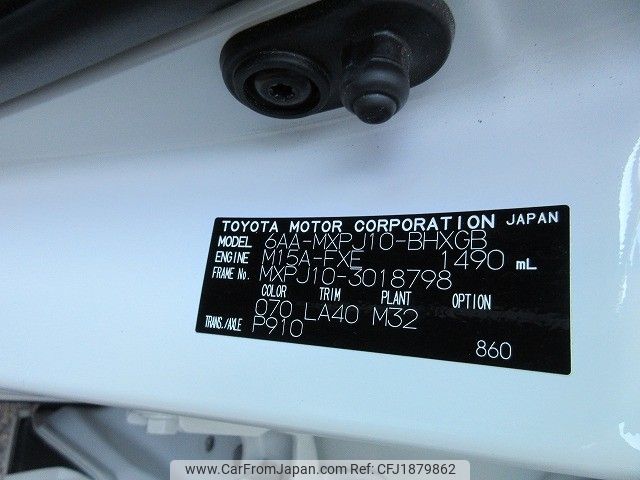 TOYOTA MOTOR CORPORATION JAPAN
MODEL 6AA-MXPJ10-BHXGB
ENGINE M15A-FXE 1490 mL
FRAME No. MXPJ10-3018798
COLOR TRIM PLANT OPTION
070 LA40 M32
TRANS./AXLE P910
860
www.CarFromJapan.com Ref-No: CFJ1879862